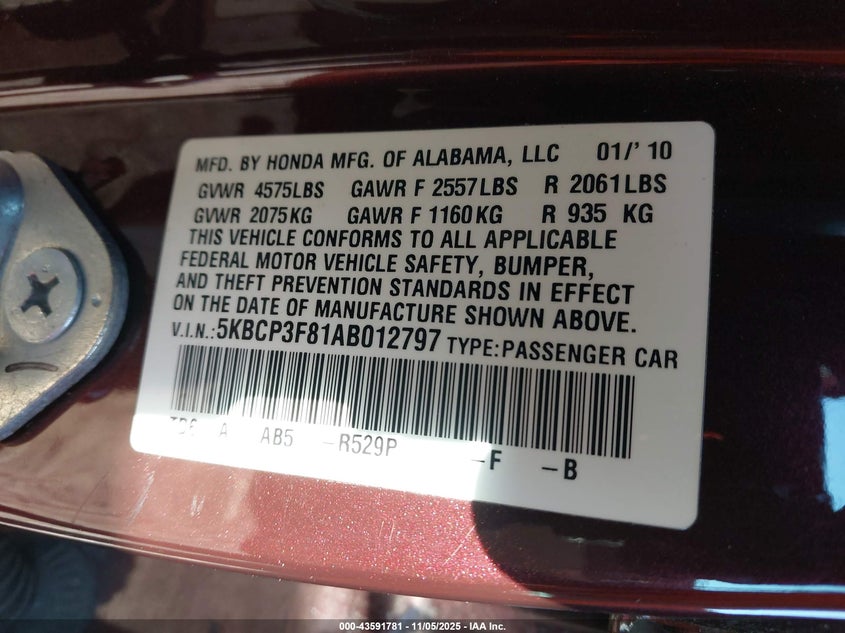 MFD. BY HONDA MFG. OF ALABAMA, LLC 01/'10
GVWR 4575LBS GAWR F 2557LBS R 2061LBS
GVWR 2075KG GAWR F 1160KG R 935 KG
THIS VEHICLE CONFORMS TO ALL APPLICABLE
FEDERAL MOTOR VEHICLE SAFETY, BUMPER,
AND THEFT PREVENTION STANDARDS IN EFFECT
ON THE DATE OF MANUFACTURE SHOWN ABOVE.
V.I.N.:5KBCP3F81AB012797 TYPE:PASSENGER CAR
A AB5 -R529P -F -B
000-43591781 - 11/05/2025 - IAA Inc.